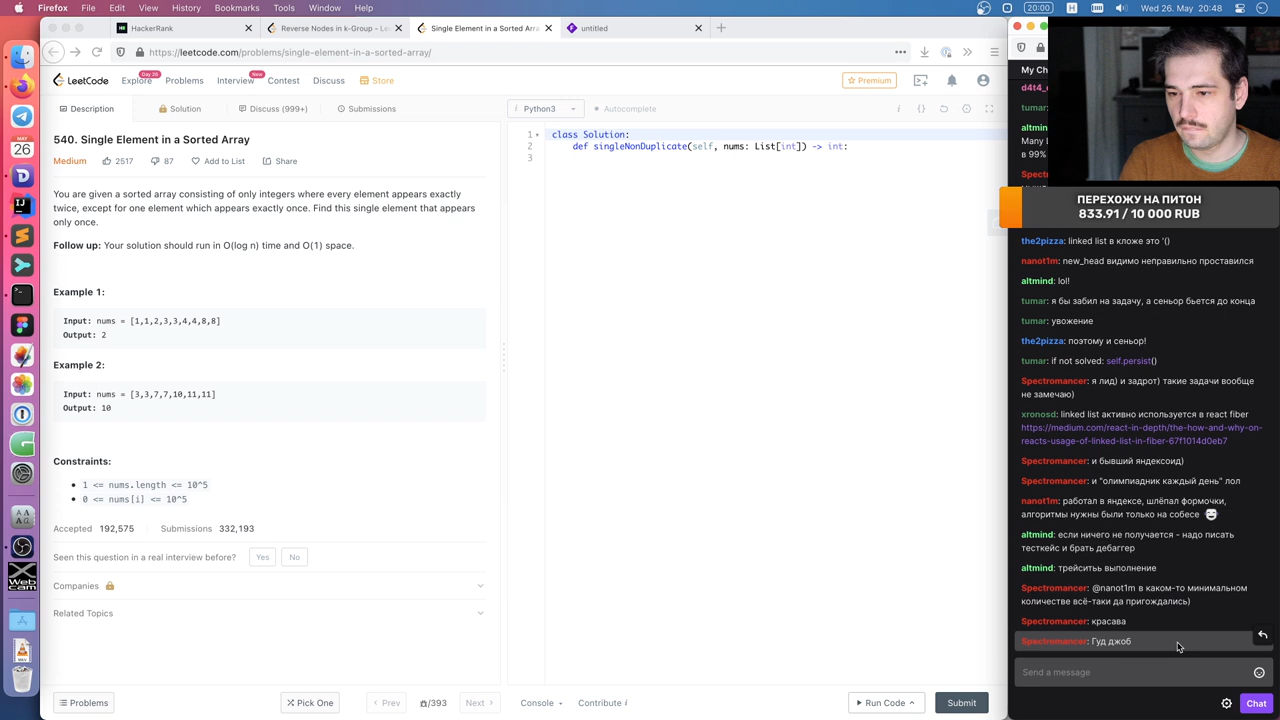 Firefox File Edit View History Bookmarks Tools Window Help
HackerRank
Reverse Nodes in k-Group - Le
Single Element in a Sorted Arra
untitled
https://leetcode.com/problems/single-element-in-a-sorted-array/
My Ch
LeetCode
Explore
Day 26
Problems
Interview
New
Contest
Store
Premium
Description
Solution
Discuss (999+)
Submissions
Python3
Autocomplete
540. Single Element in a Sorted Array
Medium 2517 87 Add to List Share
You are given a sorted array consisting of only integers where every element appears exactly
twice, except for one element which appears exactly once. Find this single element that appears
only once.
Follow up: Your solution should run in O(log n) time and O(1) space.
Example 1:
Input: nums = [1,1,2,3,3,4,4,8,8]
Output: 2
Example 2:
Input: nums = [3,3,7,7,10,11,11]
Output: 10
Constraints:
1 <= nums.length <= 10^5
0 <= nums[i] <= 10^5
Accepted 192,575 Submissions 332,193
Seen this question in a real interview before? Yes No
Companies
Related Topics
Problems
Pick One
Prev
/393
Next
Console
Contribute
Run Code
Submit
1 class Solution:
2 def singleNonDuplicate(self, nums: List[int]) -> int:
3
MAY
26
tumar:
altmin
Many
в 99%
ПЕРЕХОЖУ НА ПИТОН
833.91 / 10 000 RUB
the2pizza: linked list в кложе это '()
nanot1m: new_head видимо неправильно проставился
altmind: lol!
tumar: я бы забил на задачу, а сеньор бьется до конца
tumar: увожение
the2pizza: поэтому и сеньор!
tumar: if not solved: self.persist()
Spectromancer: я лид) и задрот) такие задачи вообще
не замечаю)
xronosd: linked list активно используется в react fiber
https://medium.com/react-in-depth/the-how-and-why-on-
reacts-usage-of-linked-list-in-fiber-67f1014d0eb7
Spectromancer: и бывший яндексоид)
Spectromancer: и "олимпиадник каждый день" лол
nanot1m: работал в яндексе, шлёпал формочки,
алгоритмы нужны были только на собесе
altmind: если ничего не получается - надо писать
тесткейс и брать дебаггер
altmind: трейситьь выполнение
Spectromancer: @nanot1m в каком-то минимальном
количестве всё-таки да пригождались)
Spectromancer: красава
Spectromancer: Гуд джоб
Send a message
Chat